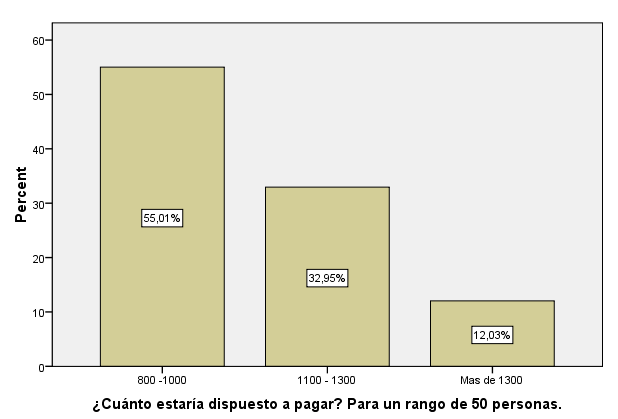 Percent
60
50
40
30
20
10
0
55,01%
32,95%
12,03%
800 -1000
1100 - 1300
Mas de 1300
¿Cuánto estaría dispuesto a pagar? Para un rango de 50 personas.